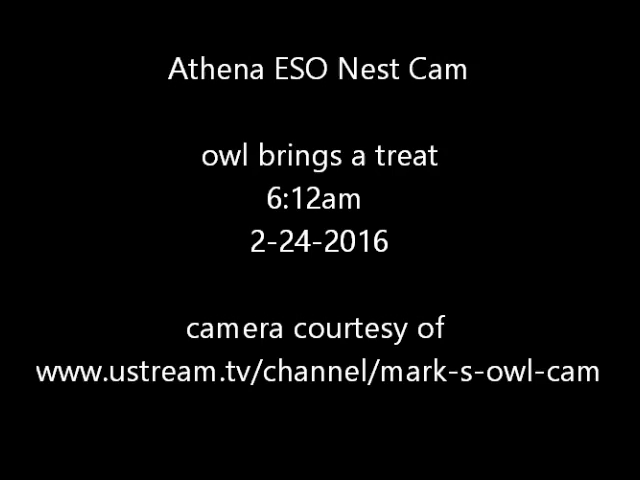 Athena ESO Nest Cam
owl brings a treat
6:12am
2-24-2016
camera courtesy of
www.ustream.tv/channel/mark-s-owl-cam